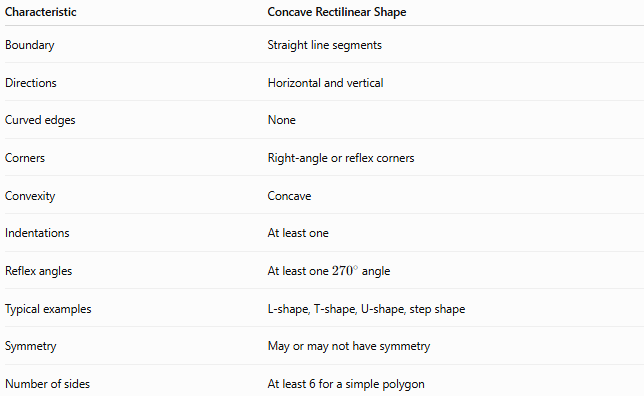 Characteristic Concave Rectilinear Shape
Boundary Straight line segments
Directions Horizontal and vertical
Curved edges None
Corners Right-angle or reflex corners
Convexity Concave
Indentations At least one
Reflex angles At least one 270° angle
Typical examples L-shape, T-shape, U-shape, step shape
Symmetry May or may not have symmetry
Number of sides At least 6 for a simple polygon